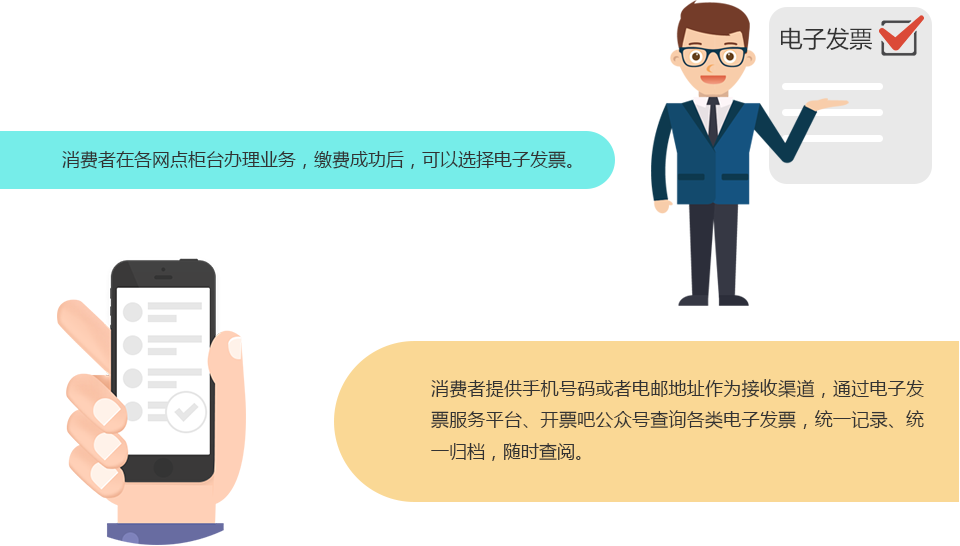 电子发票
消费者在各网点柜台办理业务，缴费成功后，可以选择电子发票。
消费者提供手机号码或者电邮地址作为接收渠道，通过电子发
票服务平台、开票吧公众号查询各类电子发票，统一记录、统
一归档，随时查阅。